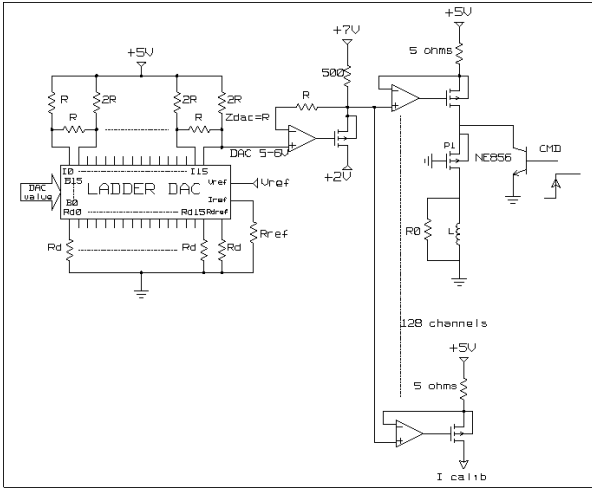 +7V
+5V
+5V
5 ohms
500
R
2R
R
2R
2R
R
R
Zdac=R
DAC 5-6V
+2V
P1
NE856
CMD
I0
I15
B15
DAC
value
LADDER DAC
Vref
Vref
Iref
B0
Rd0
Rd15
Rdref
Rref
Rd
Rd
Rd
R0
L
128 channels
+5V
5 ohms
I calib